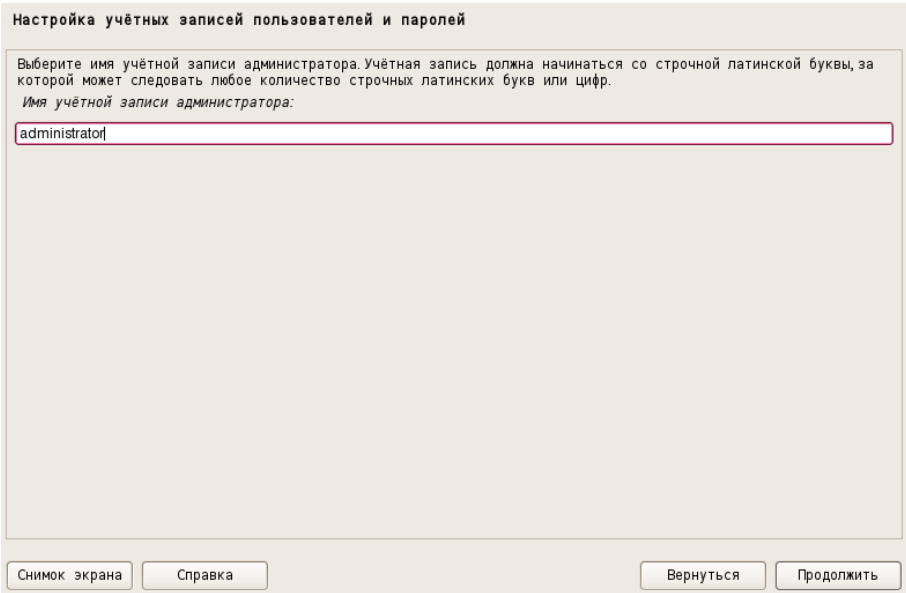 Настройка учётных записей пользователей и паролей
Выберите имя учётной записи администратора. Учётная запись должна начинаться со строчной латинской буквы, за
которой может следовать любое количество строчных латинских букв или цифр.
Имя учётной записи администратора:
administrator
Снимок экрана
Справка
Вернуться
Продолжить